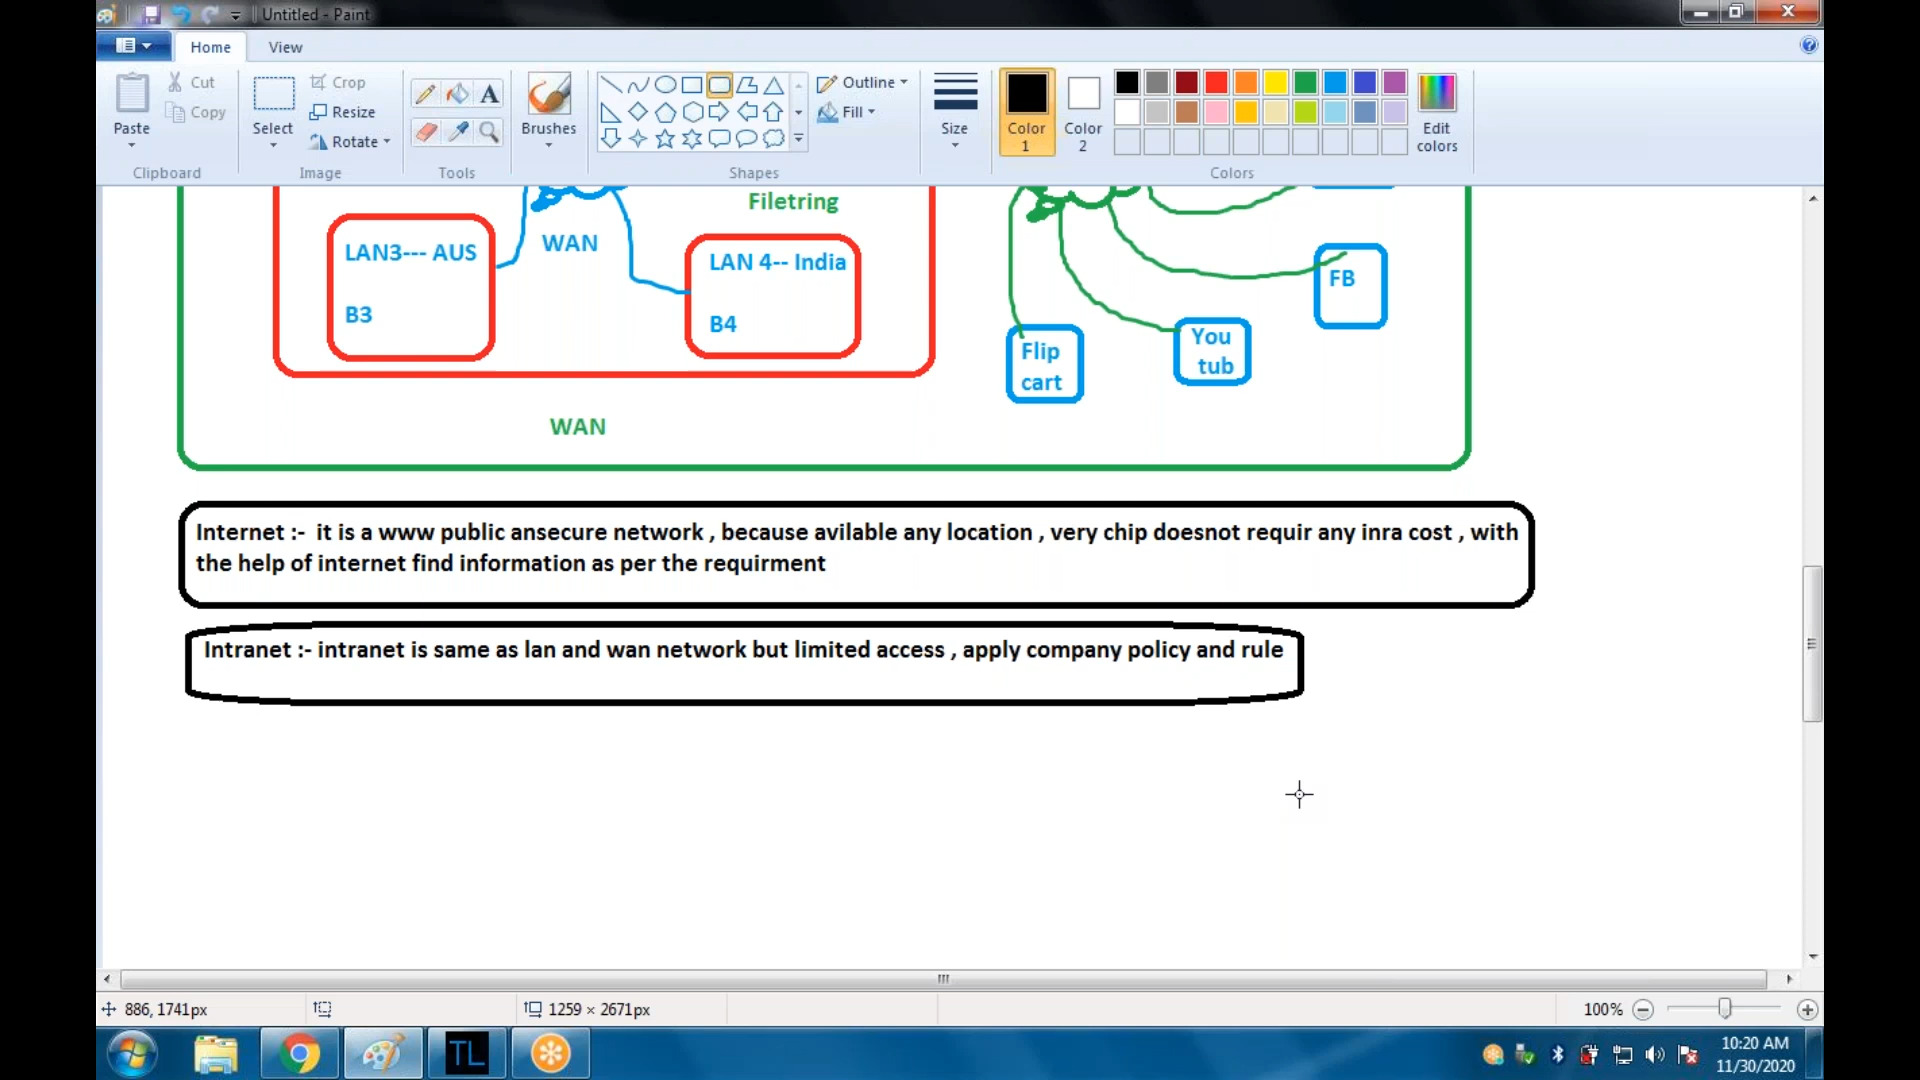 Untitled - Paint
Home View
Paste Cut Copy Select Crop Resize Rotate Brushes Outline Fill Size Color 1 Color 2 Edit colors
Clipboard Image Tools Shapes Colors
Filetring
LAN3--- AUS
WAN
LAN 4-- India
FB
B3
B4
You
tub
Flip
cart
WAN
Internet :- it is a www public ansecure network , because avilable any location , very chip doesnot requir any inra cost , with
the help of internet find information as per the requirment
Intranet :- intranet is same as lan and wan network but limited access , apply company policy and rule
886, 1741px
1259 × 2671px
100%
TL
10:20 AM
11/30/2020